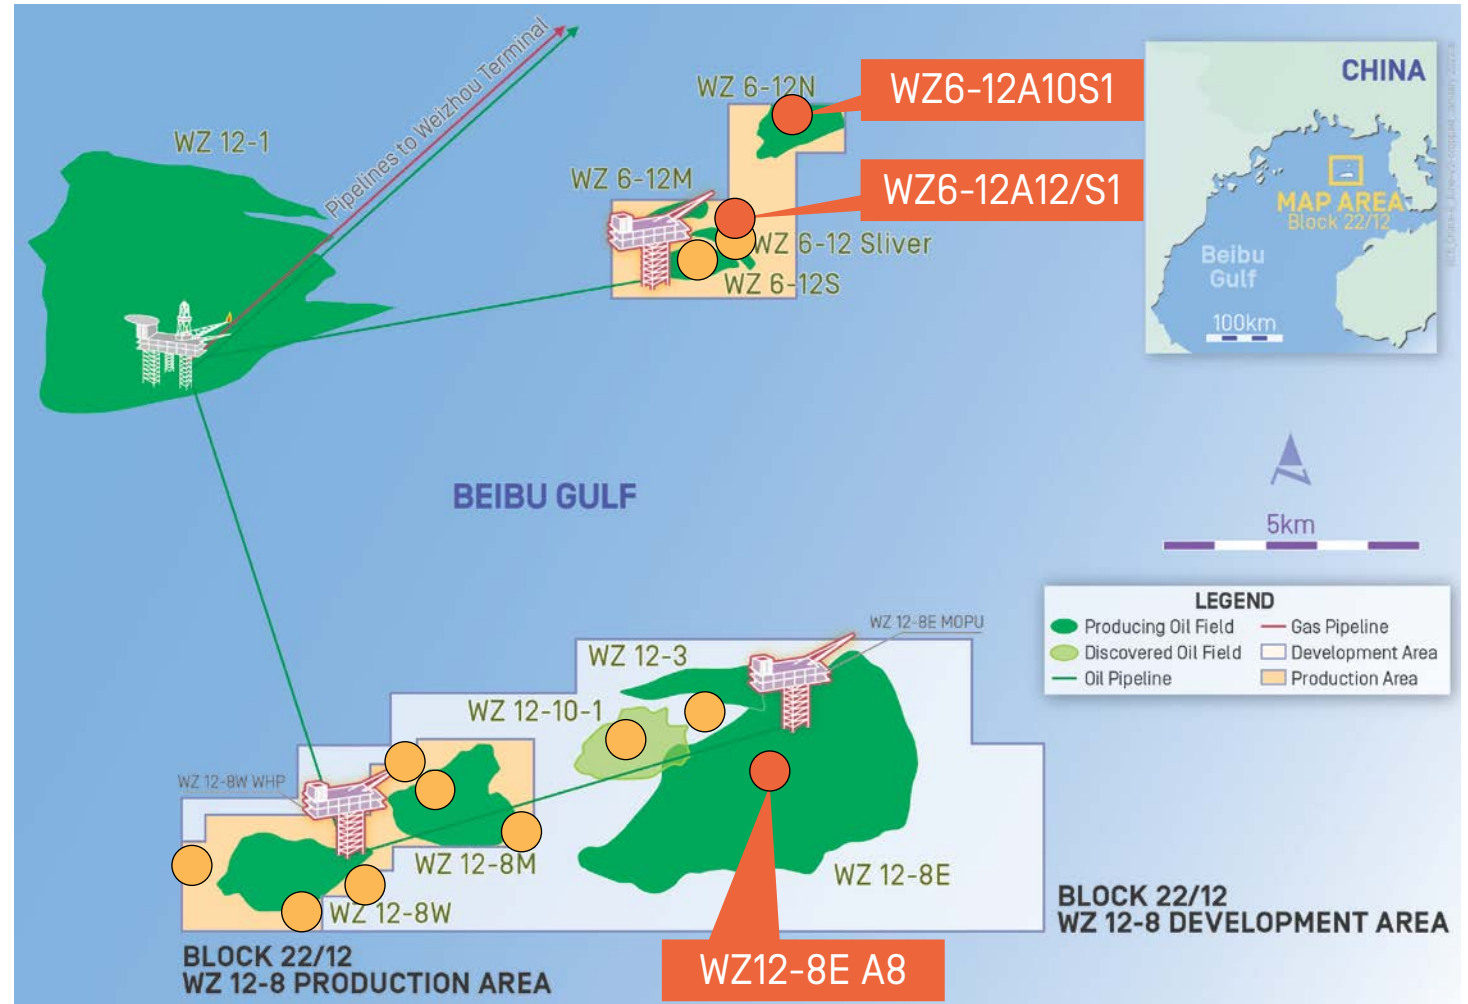 Pipelines to Weizhou Terminal
WZ 12-1
WZ 6-12N
WZ6-12A10S1
WZ 6-12M
WZ6-12A12/S1
WZ 6-12 Sliver
WZ 6-12S
CHINA
MAP AREA
Block 22/12
Beibu
Gulf
100km
BEIBU GULF
5km
LEGEND
Producing Oil Field
Gas Pipeline
Discovered Oil Field
Development Area
Oil Pipeline
Production Area
WZ 12-8E MOPU
WZ 12-3
WZ 12-10-1
WZ 12-8W WHP
WZ 12-8M
WZ 12-8E
WZ 12-8W
BLOCK 22/12
WZ 12-8 DEVELOPMENT AREA
BLOCK 22/12
WZ 12-8 PRODUCTION AREA
WZ12-8E A8